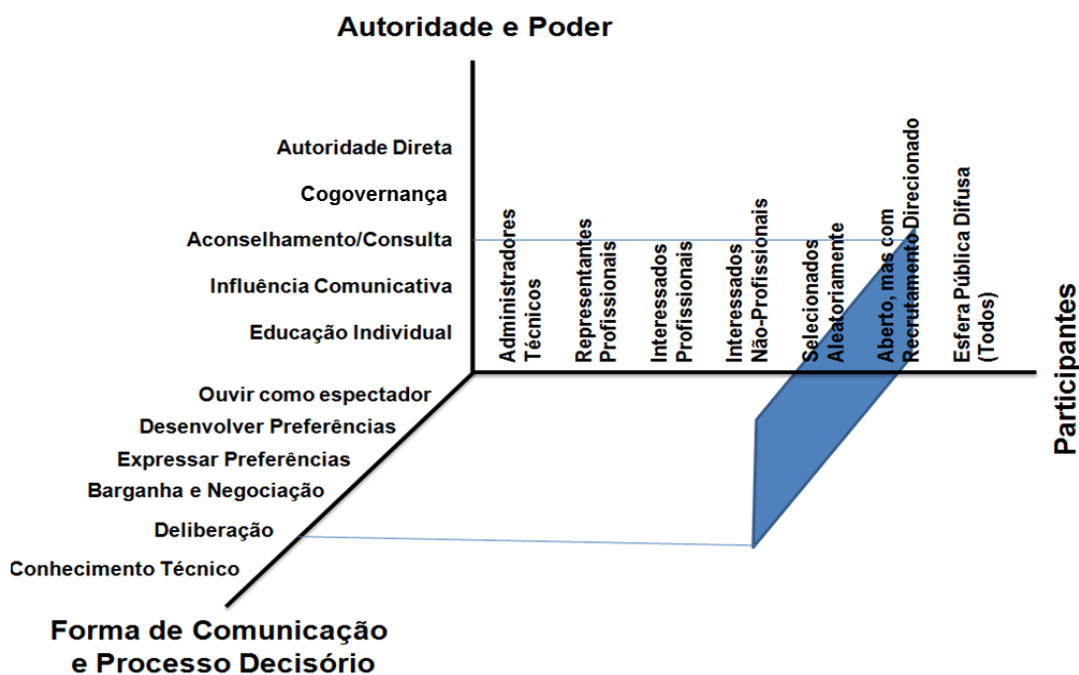 Autoridade e Poder
Autoridade Direta
Cogovernança
Aconselhamento/Consulta
Influência Comunicativa
Educação Individual
Administradores
Técnicos
Representantes
Profissionais
Interessados
Profissionais
Interessados
Não-Profissionais
Selecionados
Aleatoriamente
Aberto, mas com
Recrutamento Direcionado
Esfera Pública Difusa
(Todos)
Participantes
Ouvir como espectador
Desenvolver Preferências
Expressar Preferências
Barganha e Negociação
Deliberação
Conhecimento Técnico
Forma de Comunicação
e Processo Decisório